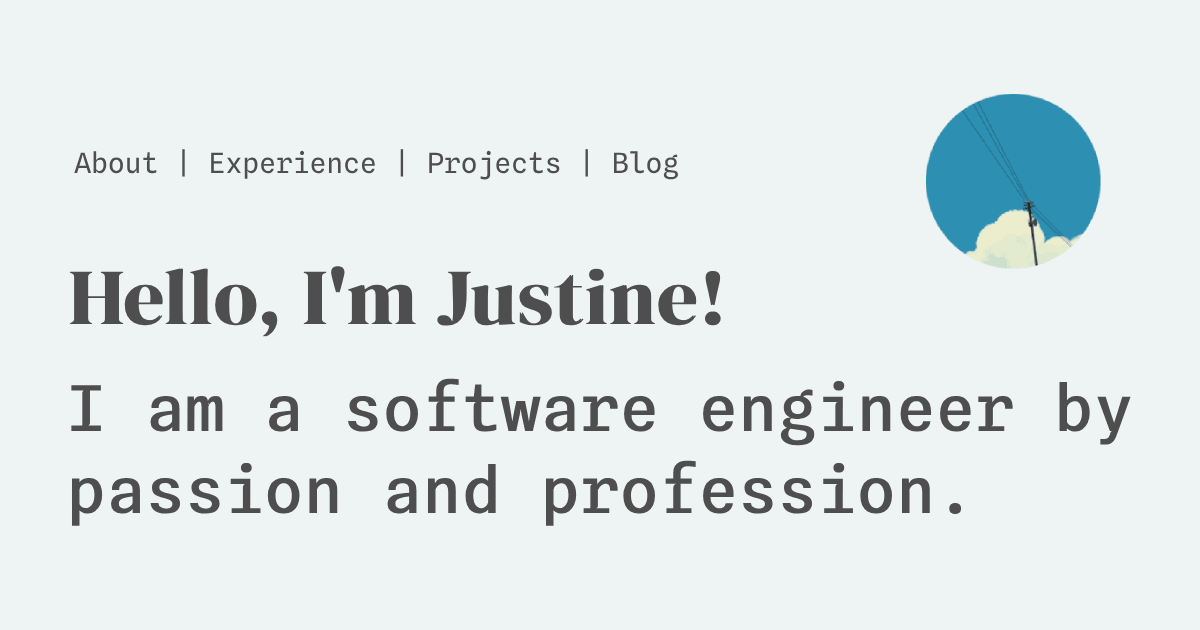 About | Experience | Projects | Blog
Hello, I'm Justine!
I am a software engineer by
passion and profession.